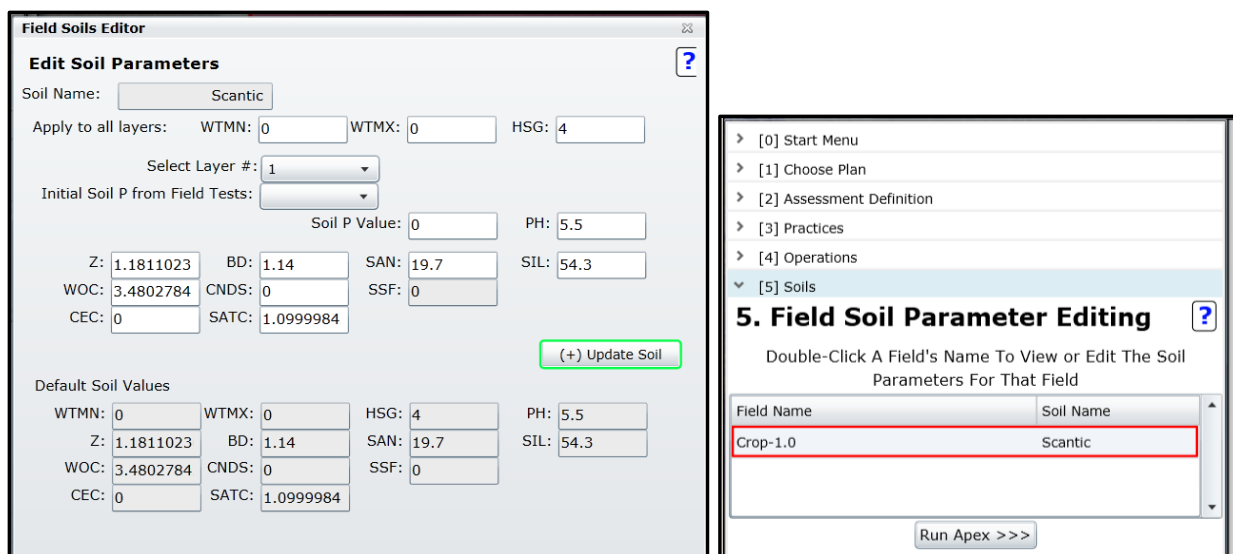 Field Soils Editor
Edit Soil Parameters ?
Soil Name: Scantic
Apply to all layers: WTMN: 0 WTMX: 0 HSG: 4
Select Layer #: 1
Initial Soil P from Field Tests:
Soil P Value: 0 PH: 5.5
Z: 1.1811023 BD: 1.14 SAN: 19.7 SIL: 54.3
WOC: 3.4802784 CNDS: 0 SSF: 0
CEC: 0 SATC: 1.0999984
(+) Update Soil
Default Soil Values
WTMN: 0 WTMX: 0 HSG: 4 PH: 5.5
Z: 1.1811023 BD: 1.14 SAN: 19.7 SIL: 54.3
WOC: 3.4802784 CNDS: 0 SSF: 0
CEC: 0 SATC: 1.0999984
[0] Start Menu
[1] Choose Plan
[2] Assessment Definition
[3] Practices
[4] Operations
[5] Soils
5. Field Soil Parameter Editing ?
Double-Click A Field's Name To View or Edit The Soil
Parameters For That Field
Field Name Soil Name
Crop-1.0 Scantic
Run Apex >>>